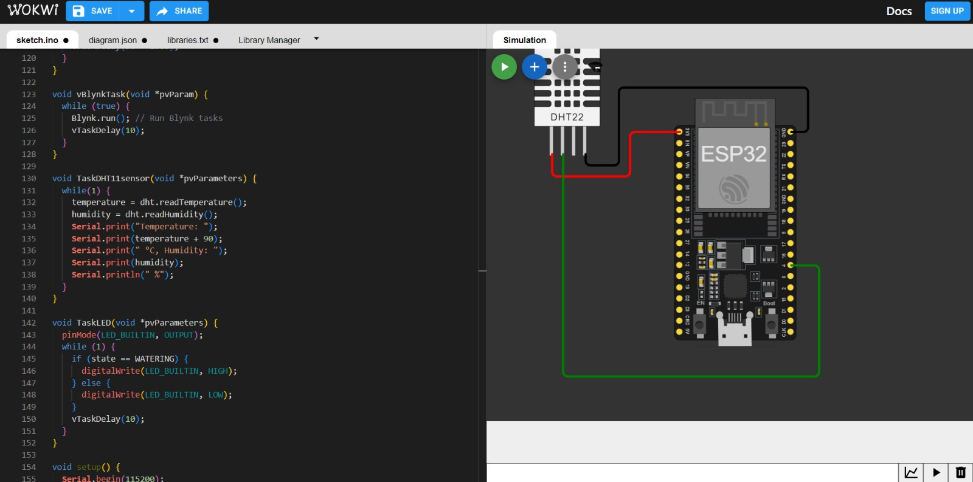 WOKWI SAVE SHARE Docs SIGN UP
sketch.ino diagram.json libraries.txt Library Manager Simulation
120 }
121 }
122
123 void vBlynkTask(void *pvParam) {
124 while (true) {
125 Blynk.run(); // Run Blynk tasks
126 vTaskDelay(10);
127 }
128 }
129
130 void TaskDHT11sensor(void *pvParameters) {
131 while(1) {
132 temperature = dht.readTemperature();
133 humidity = dht.readHumidity();
134 Serial.print("Temperature: ");
135 Serial.print(temperature + 90);
136 Serial.print(" °C, Humidity: ");
137 Serial.print(humidity);
138 Serial.println(" %");
139 }
140 }
141
142 void TaskLED(void *pvParameters) {
143 pinMode(LED_BUILTIN, OUTPUT);
144 while (1) {
145 if (state == WATERING) {
146 digitalWrite(LED_BUILTIN, HIGH);
147 } else {
148 digitalWrite(LED_BUILTIN, LOW);
149 }
150 vTaskDelay(10);
151 }
152 }
153
154 void setup() {
155 Serial.begin(115200);
DHT22
ESP32
EN
Boot